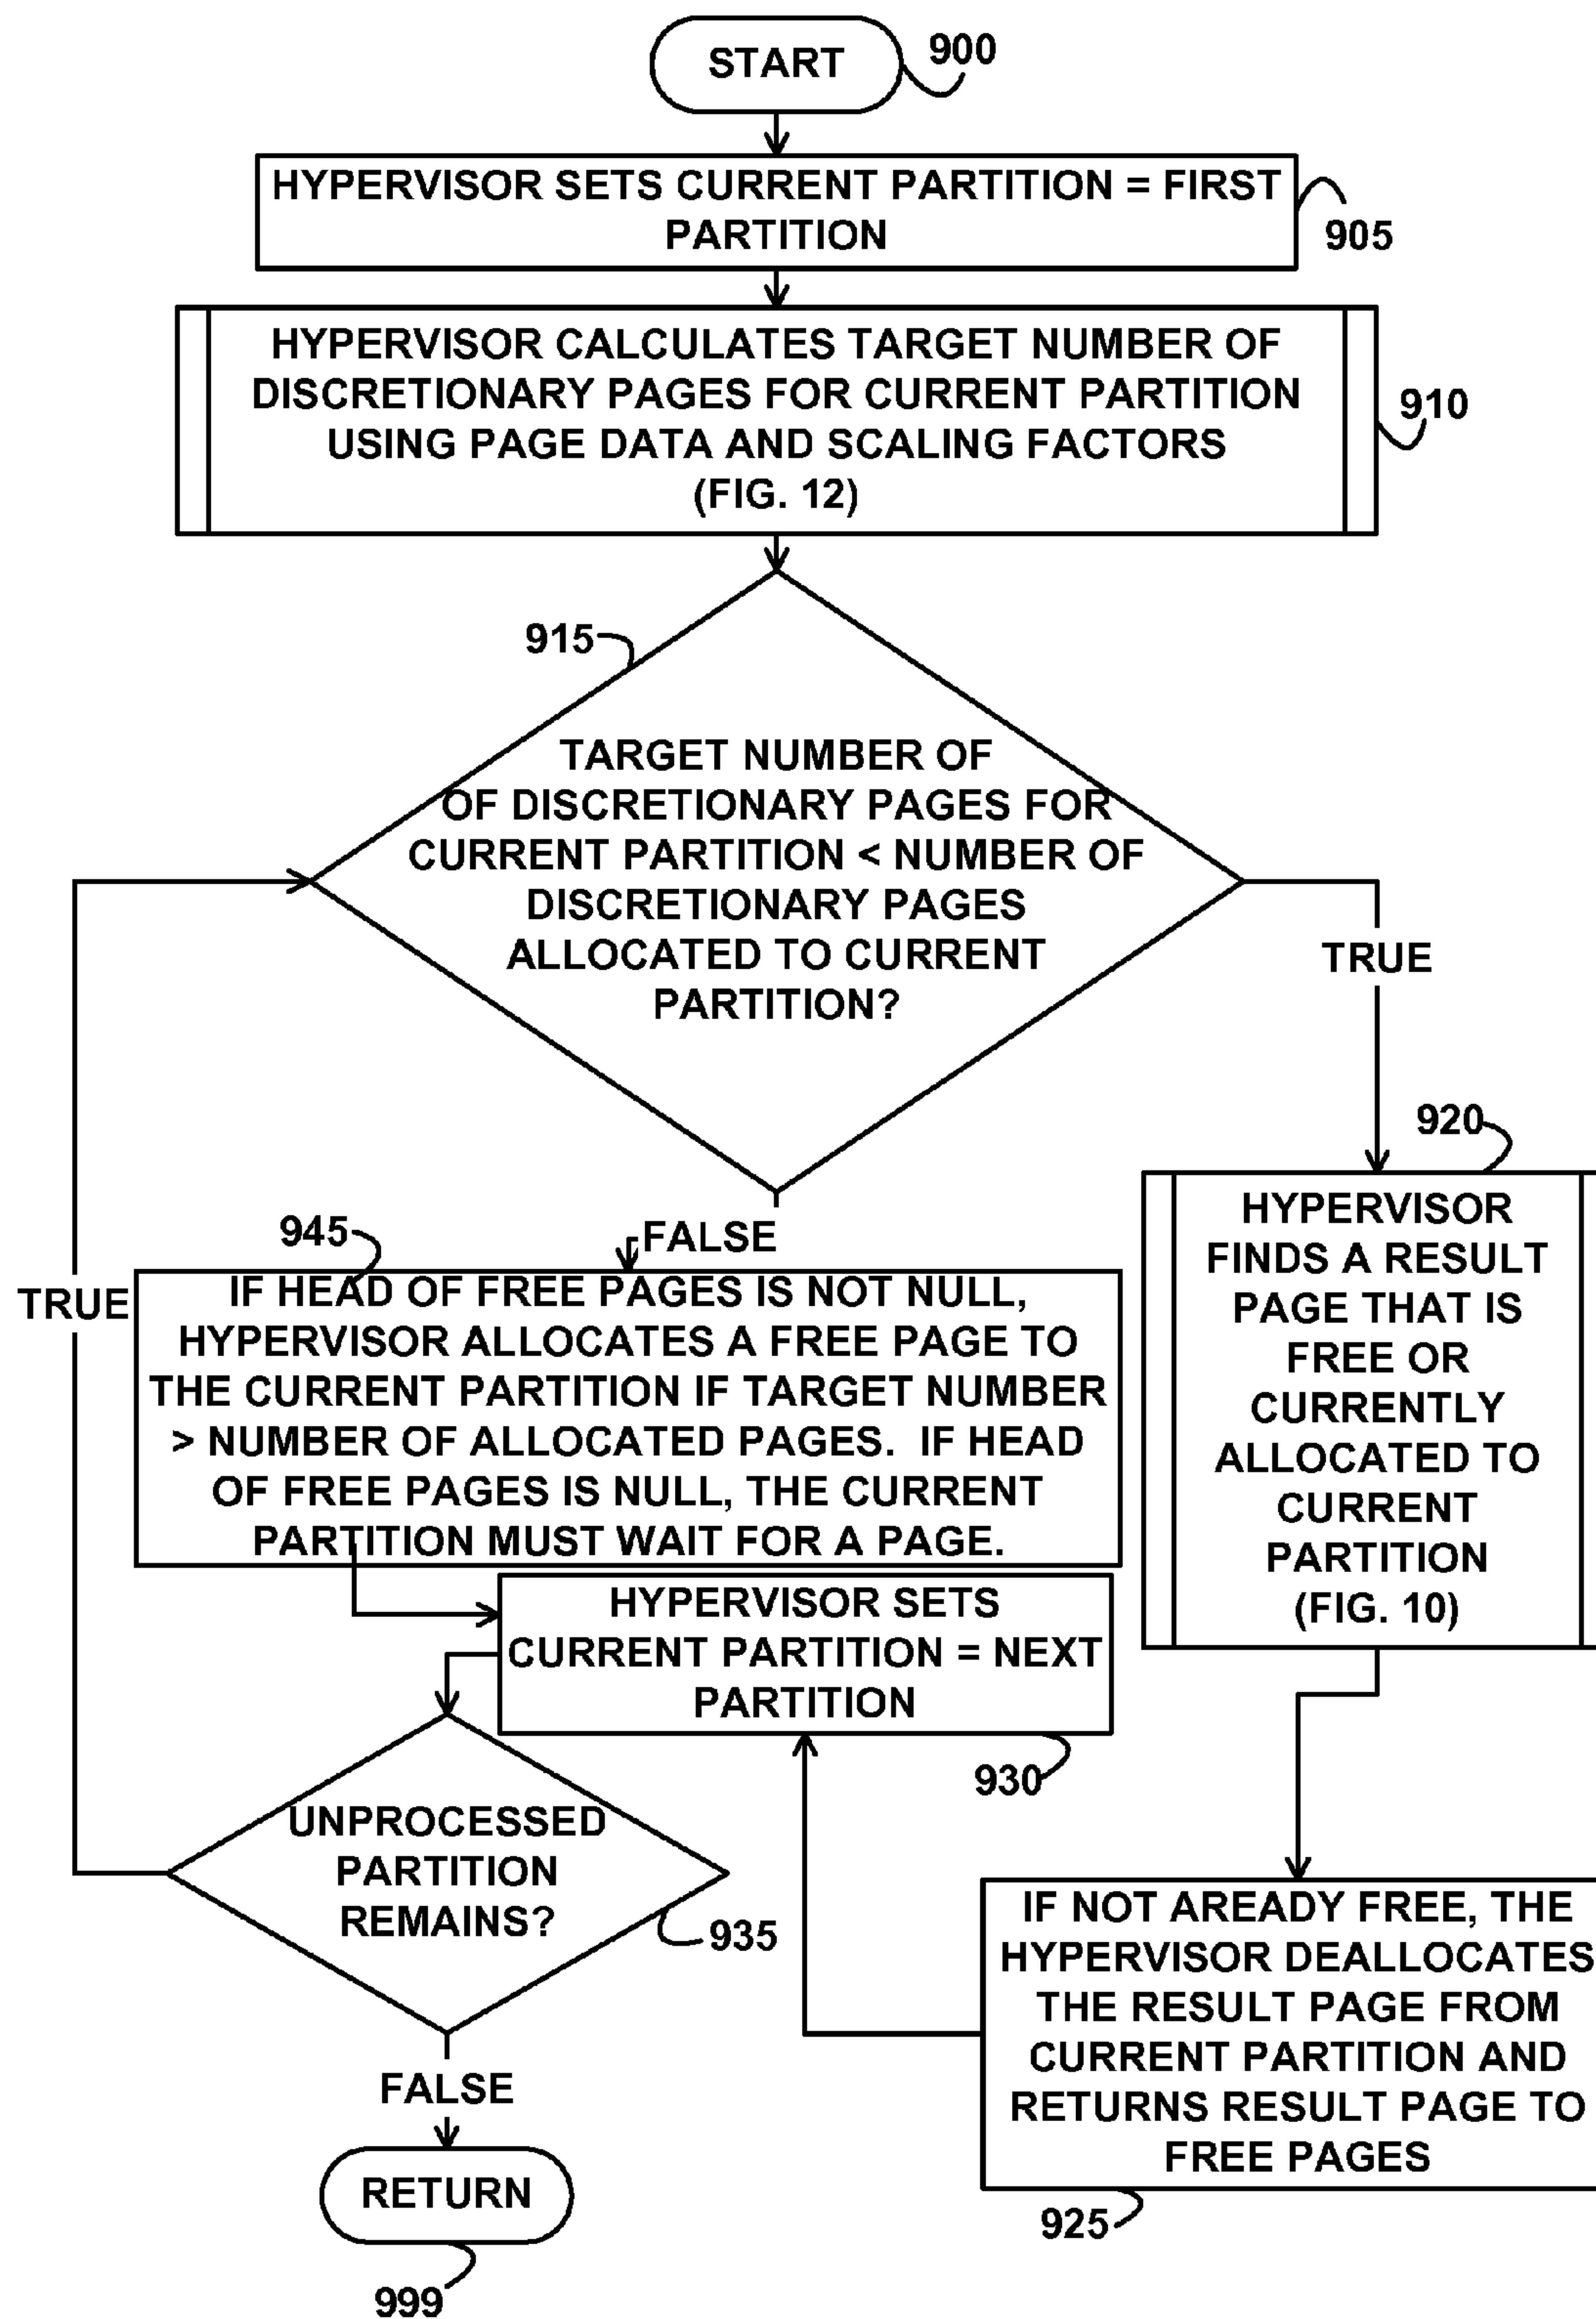 START
900
HYPERVISOR SETS CURRENT PARTITION = FIRST
PARTITION
905
HYPERVISOR CALCULATES TARGET NUMBER OF
DISCRETIONARY PAGES FOR CURRENT PARTITION
USING PAGE DATA AND SCALING FACTORS
(FIG. 12)
910
915
TARGET NUMBER OF
OF DISCRETIONARY PAGES FOR
CURRENT PARTITION < NUMBER OF
DISCRETIONARY PAGES
ALLOCATED TO CURRENT
PARTITION?
TRUE
920
HYPERVISOR
FINDS A RESULT
PAGE THAT IS
FREE OR
CURRENTLY
ALLOCATED TO
CURRENT
PARTITION
(FIG. 10)
FALSE
945
TRUE
IF HEAD OF FREE PAGES IS NOT NULL,
HYPERVISOR ALLOCATES A FREE PAGE TO
THE CURRENT PARTITION IF TARGET NUMBER
> NUMBER OF ALLOCATED PAGES. IF HEAD
OF FREE PAGES IS NULL, THE CURRENT
PARTITION MUST WAIT FOR A PAGE.
HYPERVISOR SETS
CURRENT PARTITION = NEXT
PARTITION
930
UNPROCESSED
PARTITION
REMAINS?
935
IF NOT AREADY FREE, THE
HYPERVISOR DEALLOCATES
THE RESULT PAGE FROM
CURRENT PARTITION AND
RETURNS RESULT PAGE TO
FREE PAGES
925
FALSE
RETURN
999